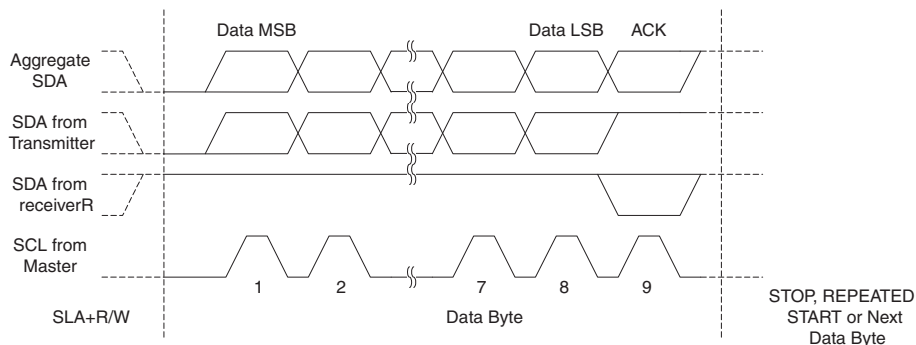 Data MSB
Data LSB
ACK
Aggregate
SDA
SDA from
Transmitter
SDA from
receiverR
SCL from
Master
1
2
7
8
9
SLA+R/W
Data Byte
STOP, REPEATED
START or Next
Data Byte